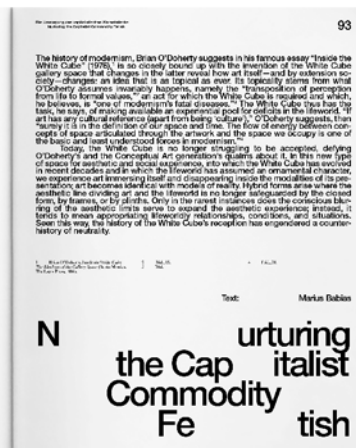 93
The history of modernism, Brian O'Doherty suggests in his famous essay "Inside the
White Cube" (1976),¹ is so closely bound up with the invention of the White Cube
gallery space that changes in the latter reveal how art itself—and by extension so-
ciety—changes: an idea that is as topical as ever. Its topicality stems from what
O'Doherty assumes invariably happens, namely the "transposition of perception
from life to formal values,"² an act for which the White Cube is required and which,
he believes, is "one of modernism's fatal diseases."³ The White Cube thus has the
task, he says, of making available an experiential pool for deficits in the lifeworld. "If
art has any cultural reference (apart from being 'culture')," O'Doherty suggests, then
"surely it is in the definition of our space and time. The flow of energy between con-
cepts of space articulated through the artwork and the space we occupy is one of
the basic and least understood forces in modernism."⁴
Today, the White Cube is no longer struggling to be accepted, defying
O'Doherty's and the Conceptual Art generation's qualms about it. In this new type
of space for aesthetic and social experience, into which the White Cube has evolved
in recent decades and in which the lifeworld has assumed an ornamental character,
we experience art immersing itself and disappearing inside the modalities of its pre-
sentation; art becomes identical with models of reality. Hybrid forms arise where the
aesthetic line dividing art and the lifeworld is no longer safeguarded by the closed
form, by frames, or by plinths. Only in the rarest instances does the conscious blur-
ring of the aesthetic limits serve to expand the aesthetic experience; instead, it
tends to mean appropriating lifeworldly relationships, conditions, and situations.
Seen this way, the history of the White Cube's reception has engendered a counter-
history of neutrality.
Text: Marius Babias
N urturing
the Cap italist
Commodity
Fe tish